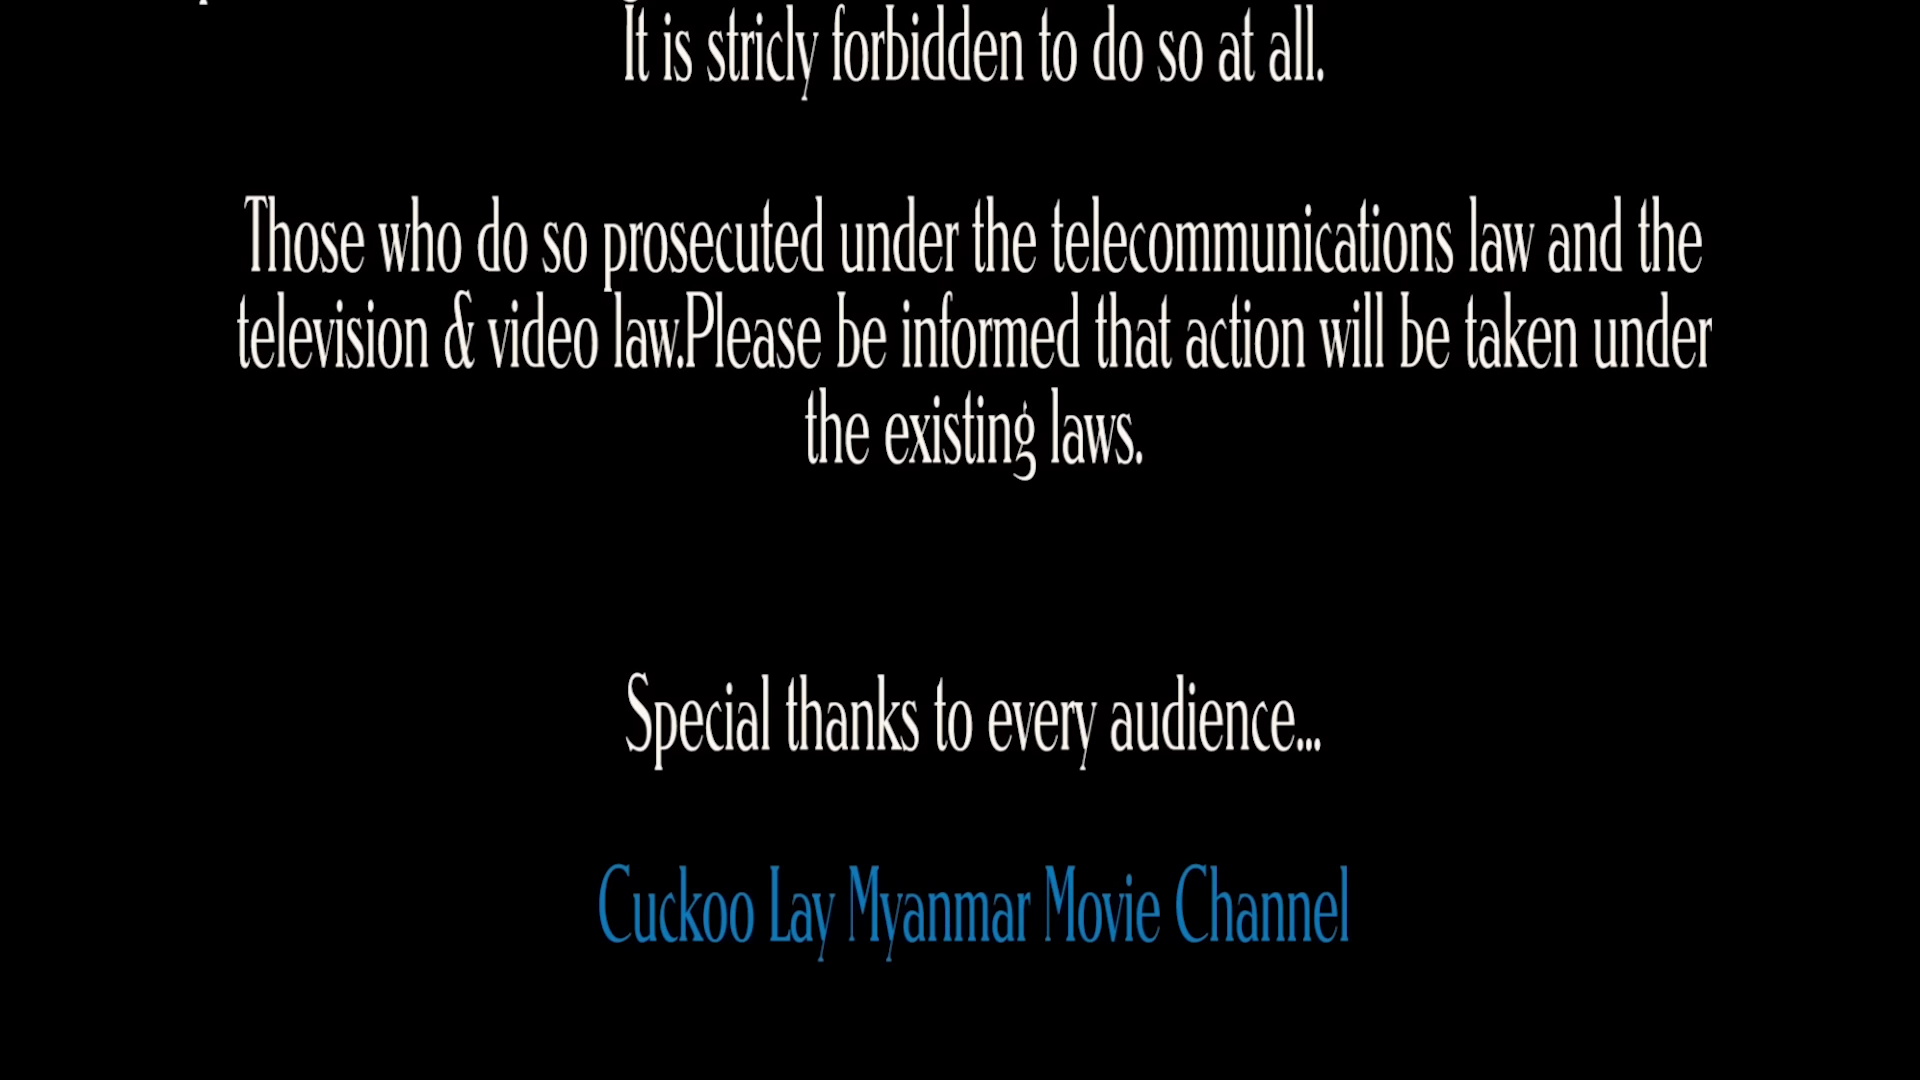 It is stricly forbidden to do so at all.
Those who do so prosecuted under the telecommunications law and the
television & video law.Please be informed that action will be taken under
the existing laws.
Special thanks to every audience...
Cuckoo Lay Myanmar Movie Channel